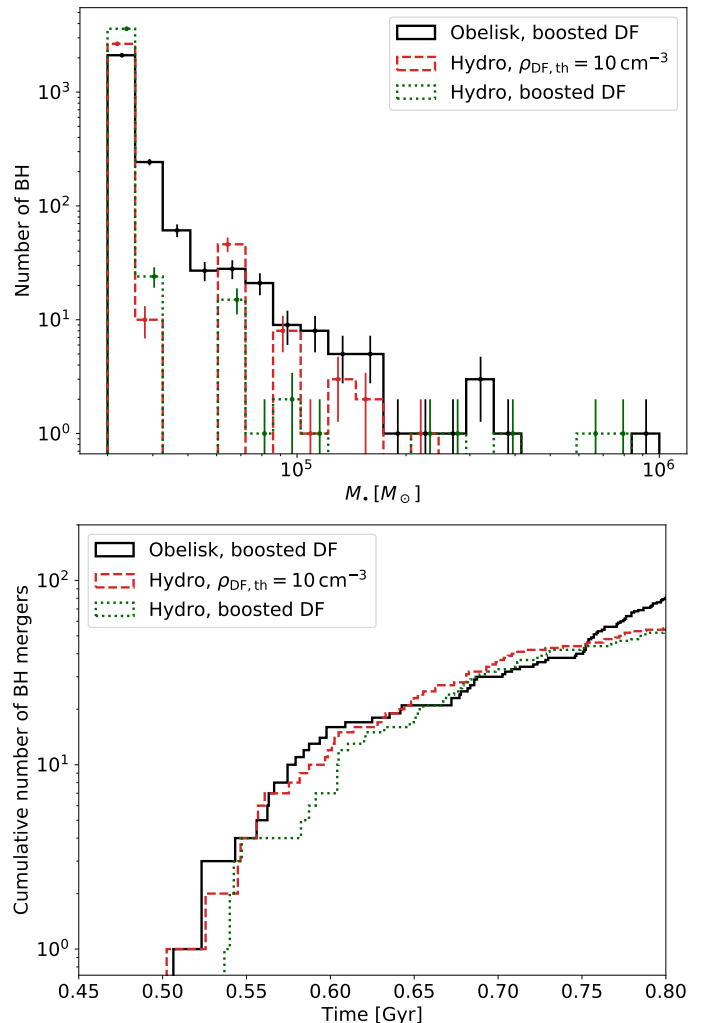 Obelisk, boosted DF
Hydro, ρ_DF,th = 10 cm⁻³
Hydro, boosted DF
Number of BH
10³
10²
10¹
10⁰
10⁵
10⁶
M• [M⊙]
Obelisk, boosted DF
Hydro, ρ_DF,th = 10 cm⁻³
Hydro, boosted DF
Cumulative number of BH mergers
10²
10¹
10⁰
0.45 0.50 0.55 0.60 0.65 0.70 0.75 0.80
Time [Gyr]